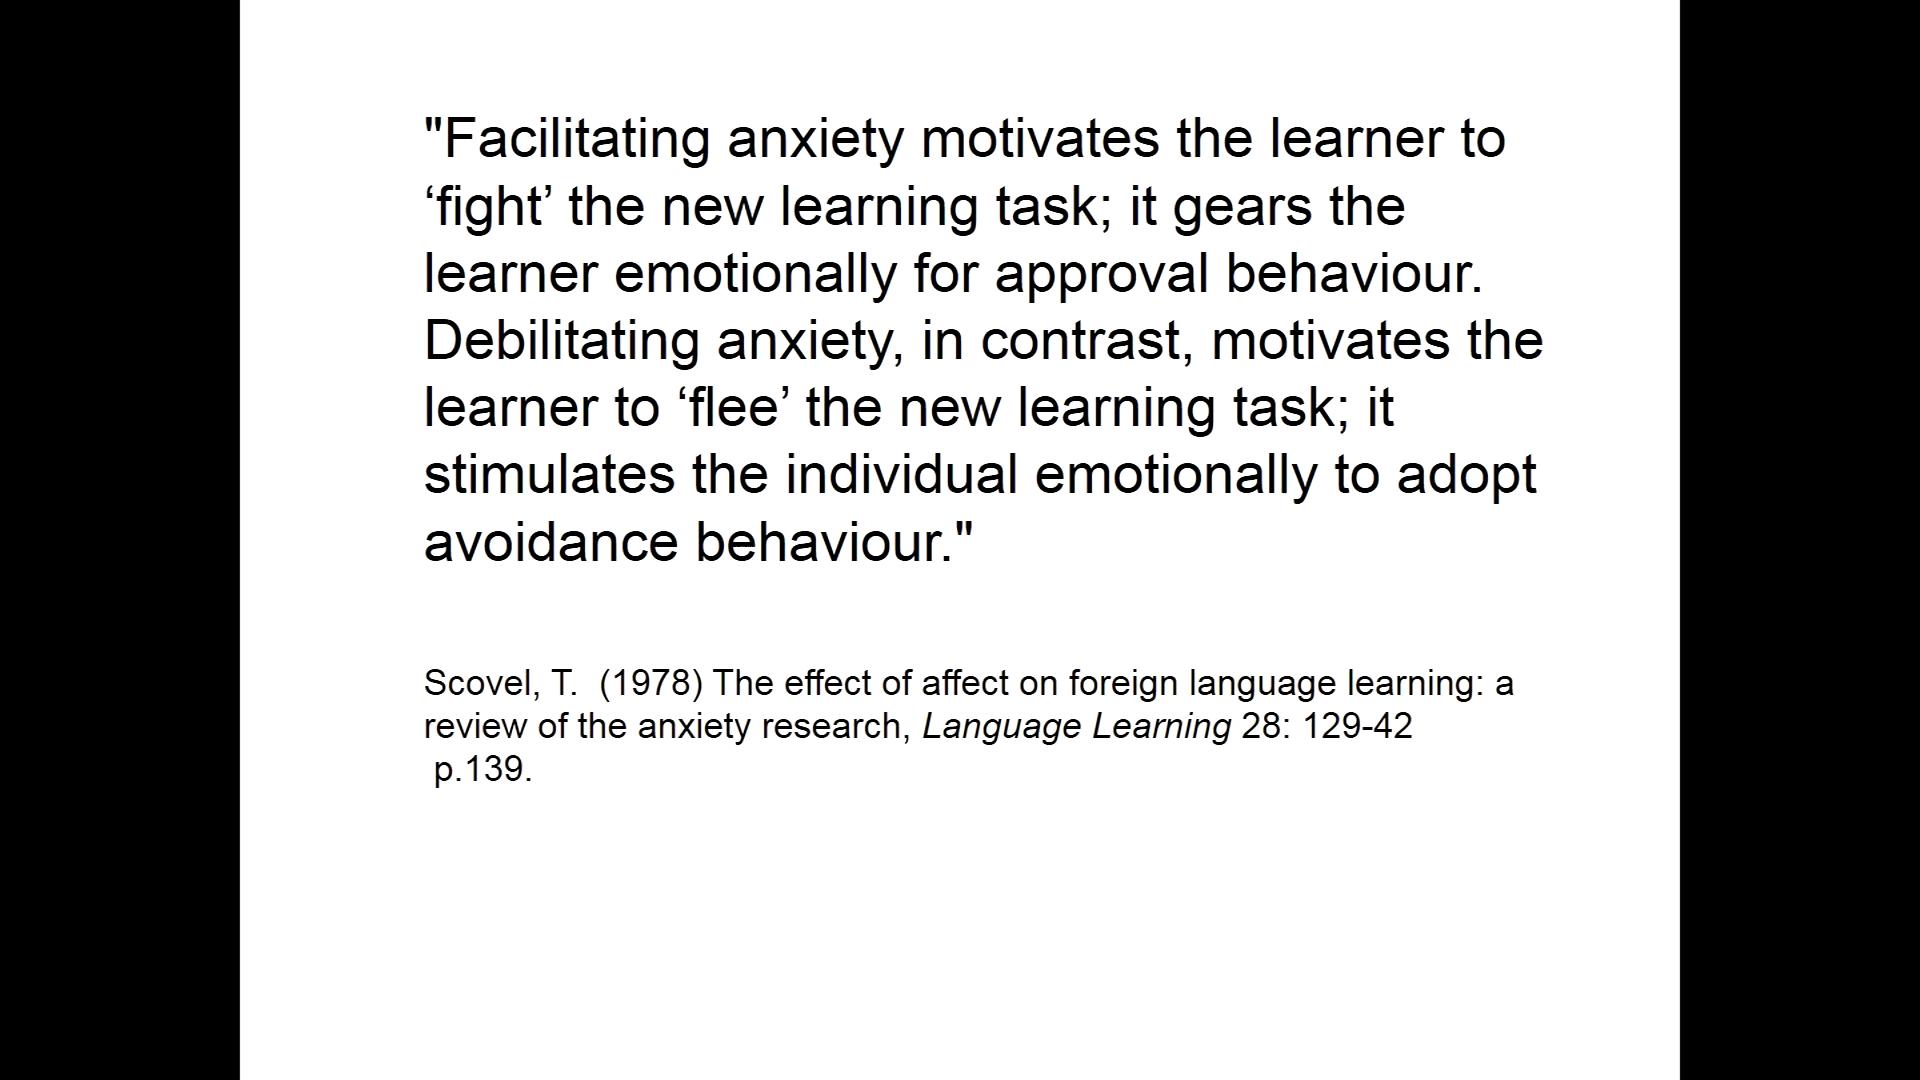 "Facilitating anxiety motivates the learner to
‘fight’ the new learning task; it gears the
learner emotionally for approval behaviour.
Debilitating anxiety, in contrast, motivates the
learner to ‘flee’ the new learning task; it
stimulates the individual emotionally to adopt
avoidance behaviour."
Scovel, T.  (1978) The effect of affect on foreign language learning: a
review of the anxiety research, Language Learning 28: 129-42
p.139.